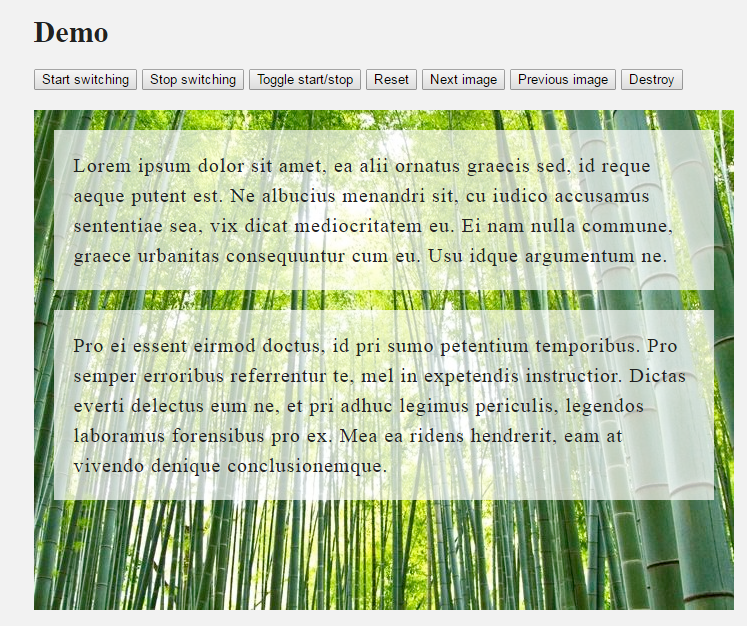 Demo
Start switching Stop switching Toggle start/stop Reset Next image Previous image Destroy
Lorem ipsum dolor sit amet, ea alii ornatus graecis sed, id reque
aeque putent est. Ne albucius menandri sit, cu iudico accusamus
sententiae sea, vix dicat mediocritatem eu. Ei nam nulla commune,
graece urbanitas consequuntur cum eu. Usu idque argumentum ne.
Pro ei essent eirmod doctus, id pri sumo petentium temporibus. Pro
semper erroribus referrentur te, mel in expetendis instructior. Dictas
everti delectus eum ne, et pri adhuc legimus periculis, legendos
laboramus forensibus pro ex. Mea ea ridens hendrerit, eam at
vivendo denique conclusionemque.